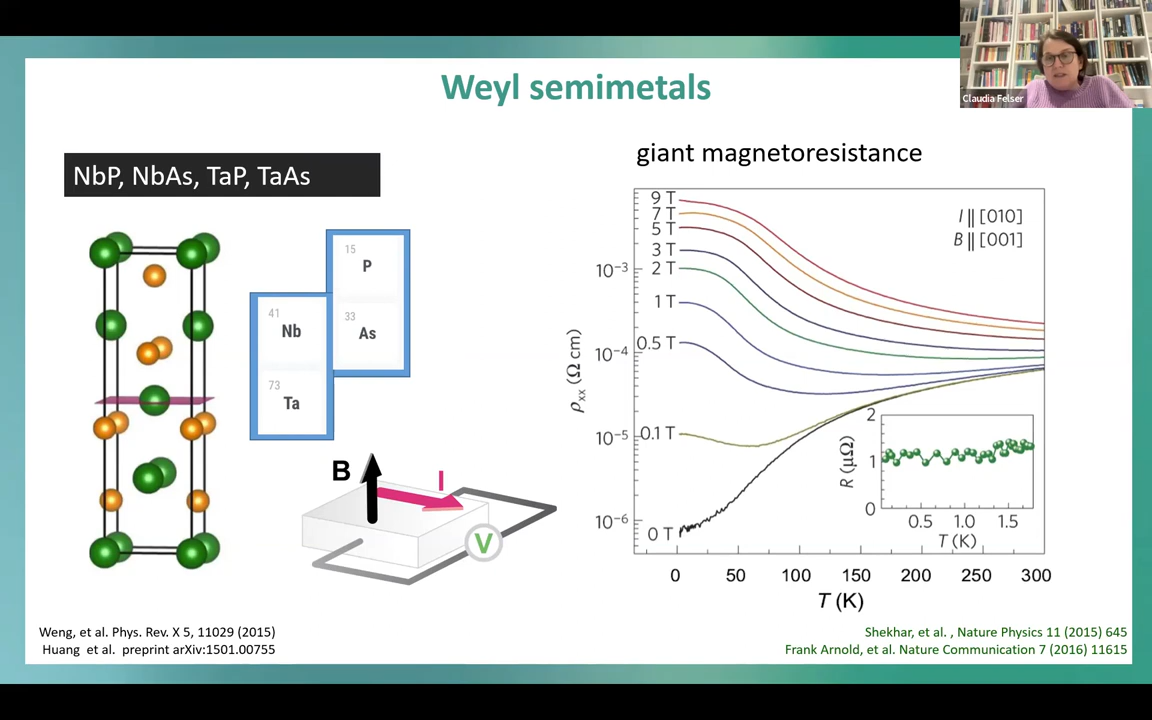 Claudia Felser
Weyl semimetals
NbP, NbAs, TaP, TaAs
giant magnetoresistance
15
P
41
Nb
33
As
73
Ta
B
I
V
9 T
7 T
5 T
3 T
2 T
1 T
0.5 T
0.1 T
0 T
I || [010]
B || [001]
10⁻³
10⁻⁴
10⁻⁵
10⁻⁶
ρxx (Ω cm)
2
1
0
R (μΩ)
0.5 1.0 1.5
T (K)
0 50 100 150 200 250 300
T (K)
Weng, et al. Phys. Rev. X 5, 11029 (2015)
Huang et al. preprint arXiv:1501.00755
Shekhar, et al. , Nature Physics 11 (2015) 645
Frank Arnold, et al. Nature Communication 7 (2016) 11615